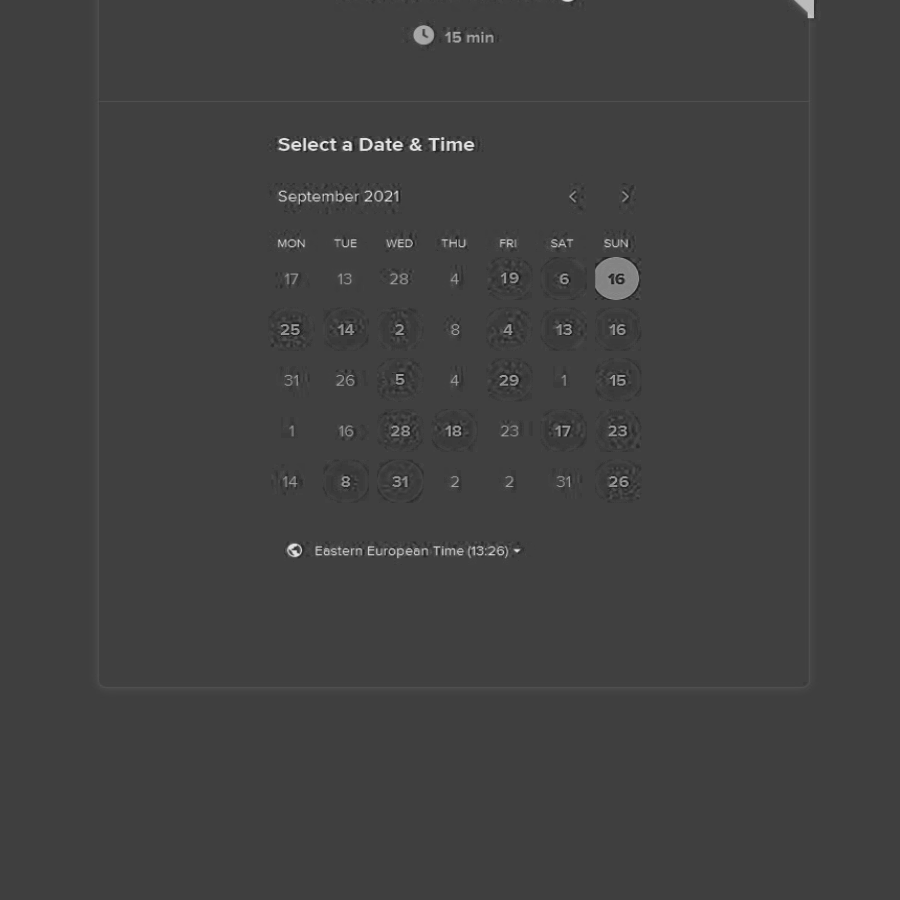 15 min
Select a Date & Time
September 2021
MON TUE WED THU FRI SAT SUN
17 13 28 4 19 6 16
25 14 2 8 4 13 16
31 26 5 4 29 1 15
1 16 28 18 23 17 23
14 8 31 2 2 31 26
Eastern European Time (13:26)